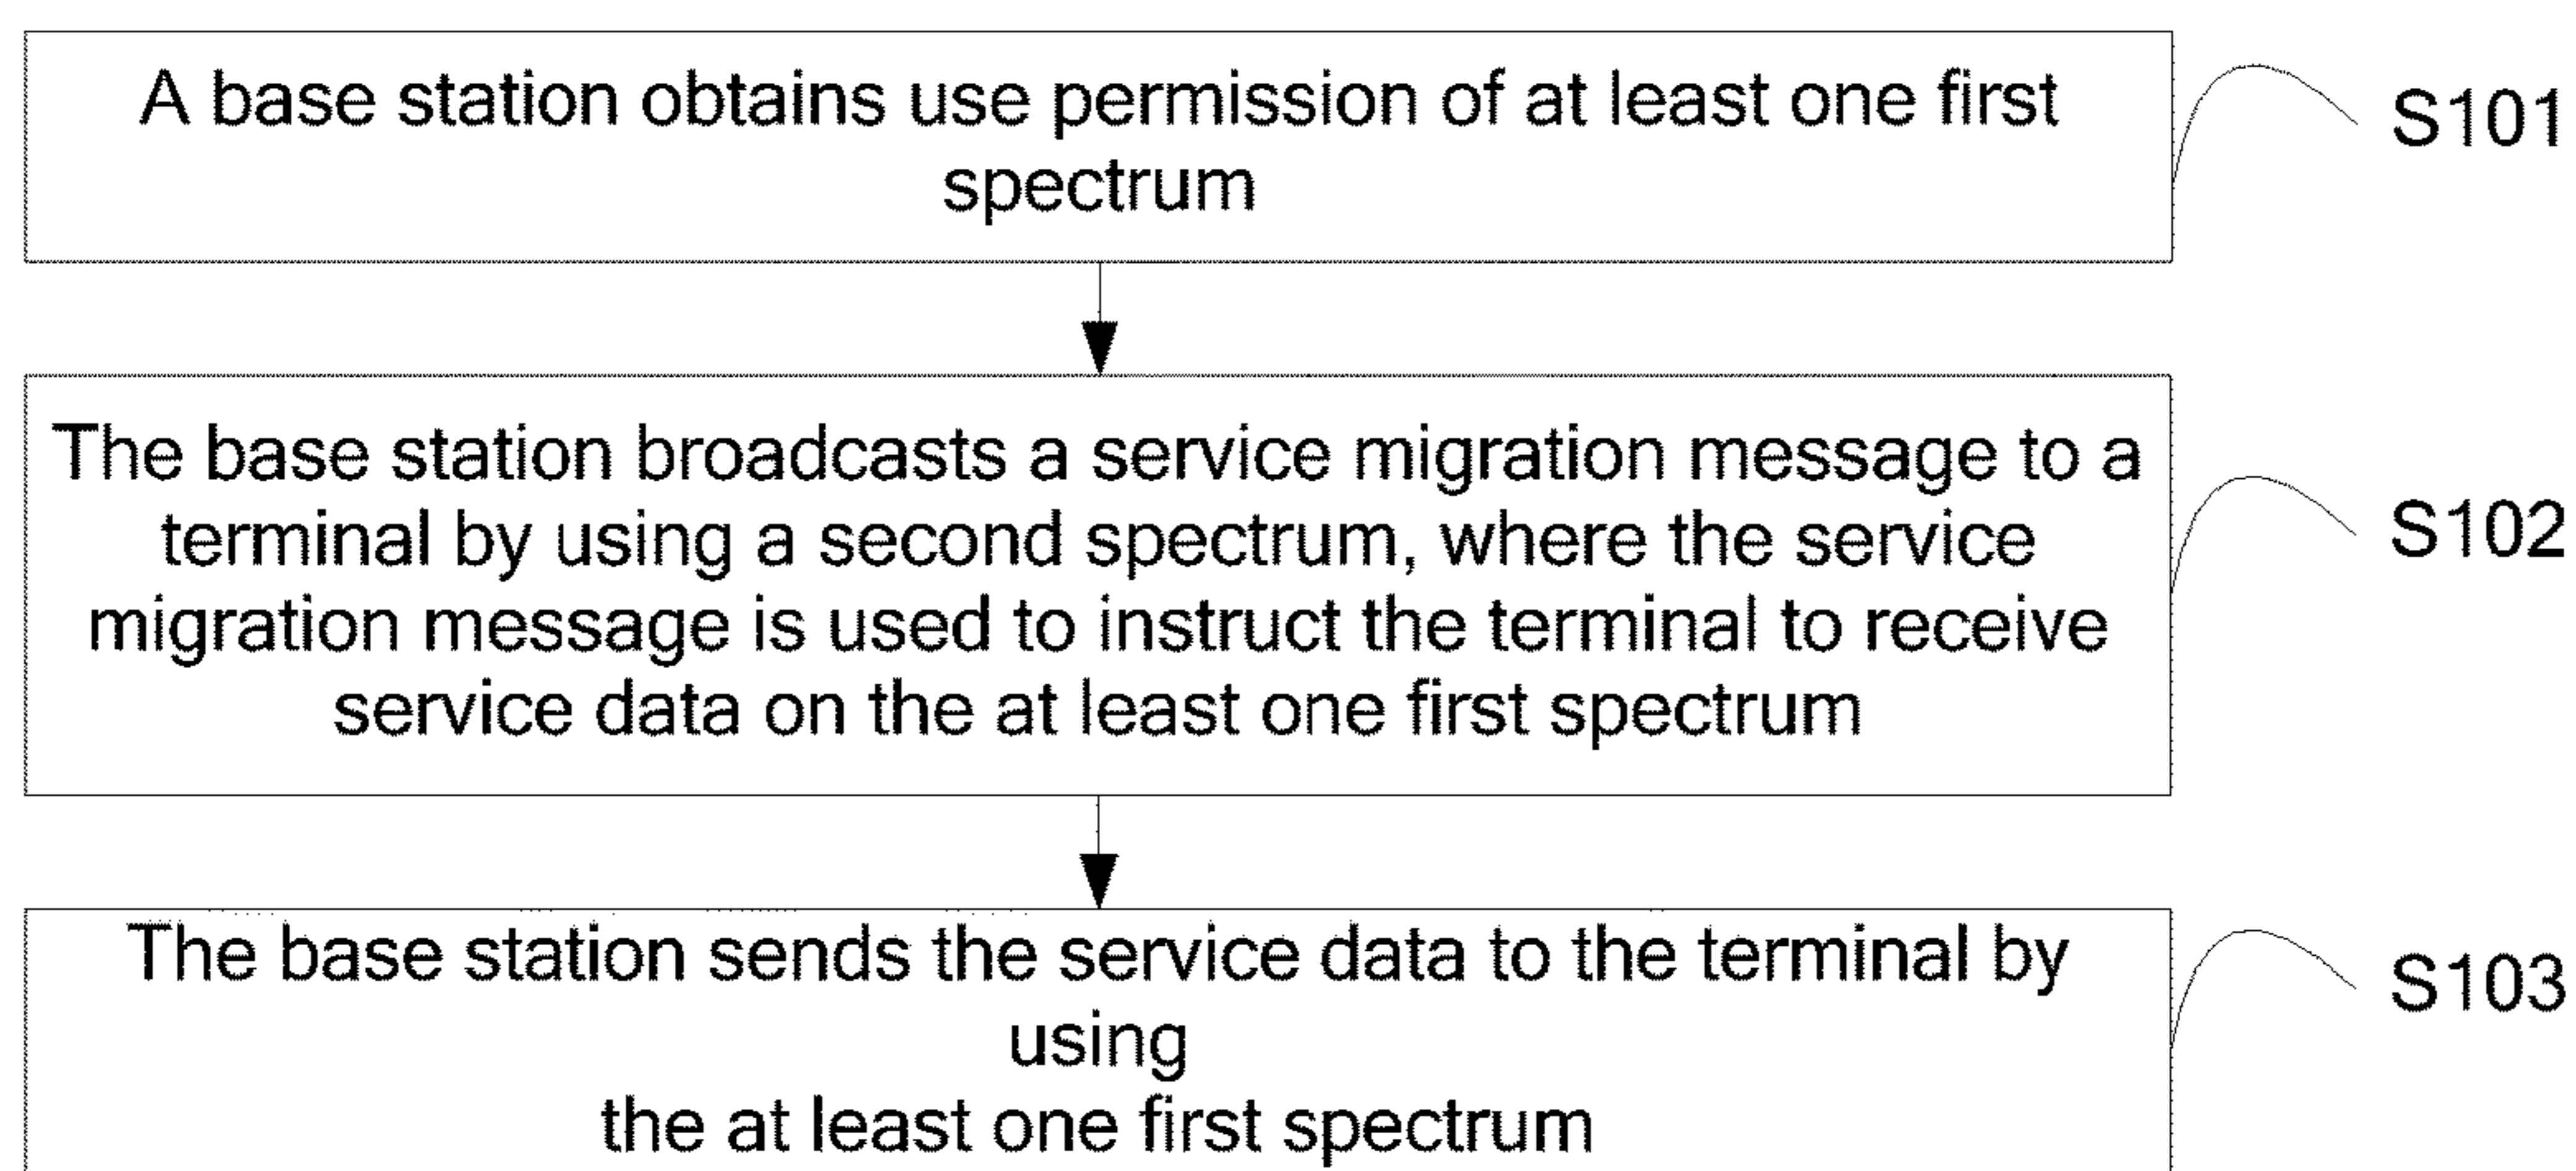 A base station obtains use permission of at least one first
spectrum
S101
The base station broadcasts a service migration message to a
terminal by using a second spectrum, where the service
migration message is used to instruct the terminal to receive
service data on the at least one first spectrum
S102
The base station sends the service data to the terminal by
using
the at least one first spectrum
S103